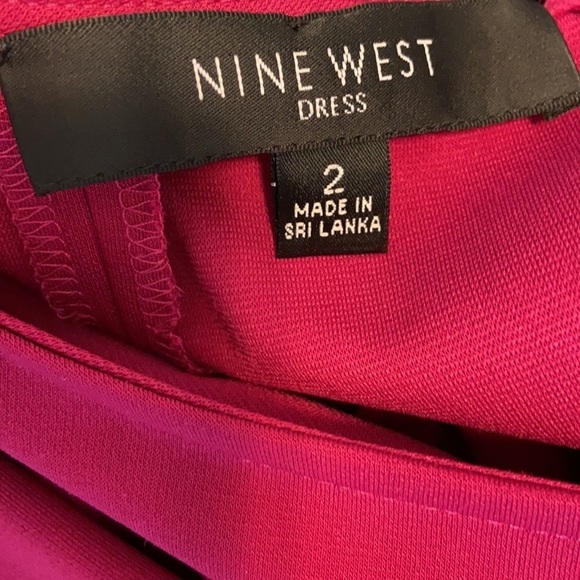 NINE WEST
DRESS
2
MADE IN
SRI LANKA